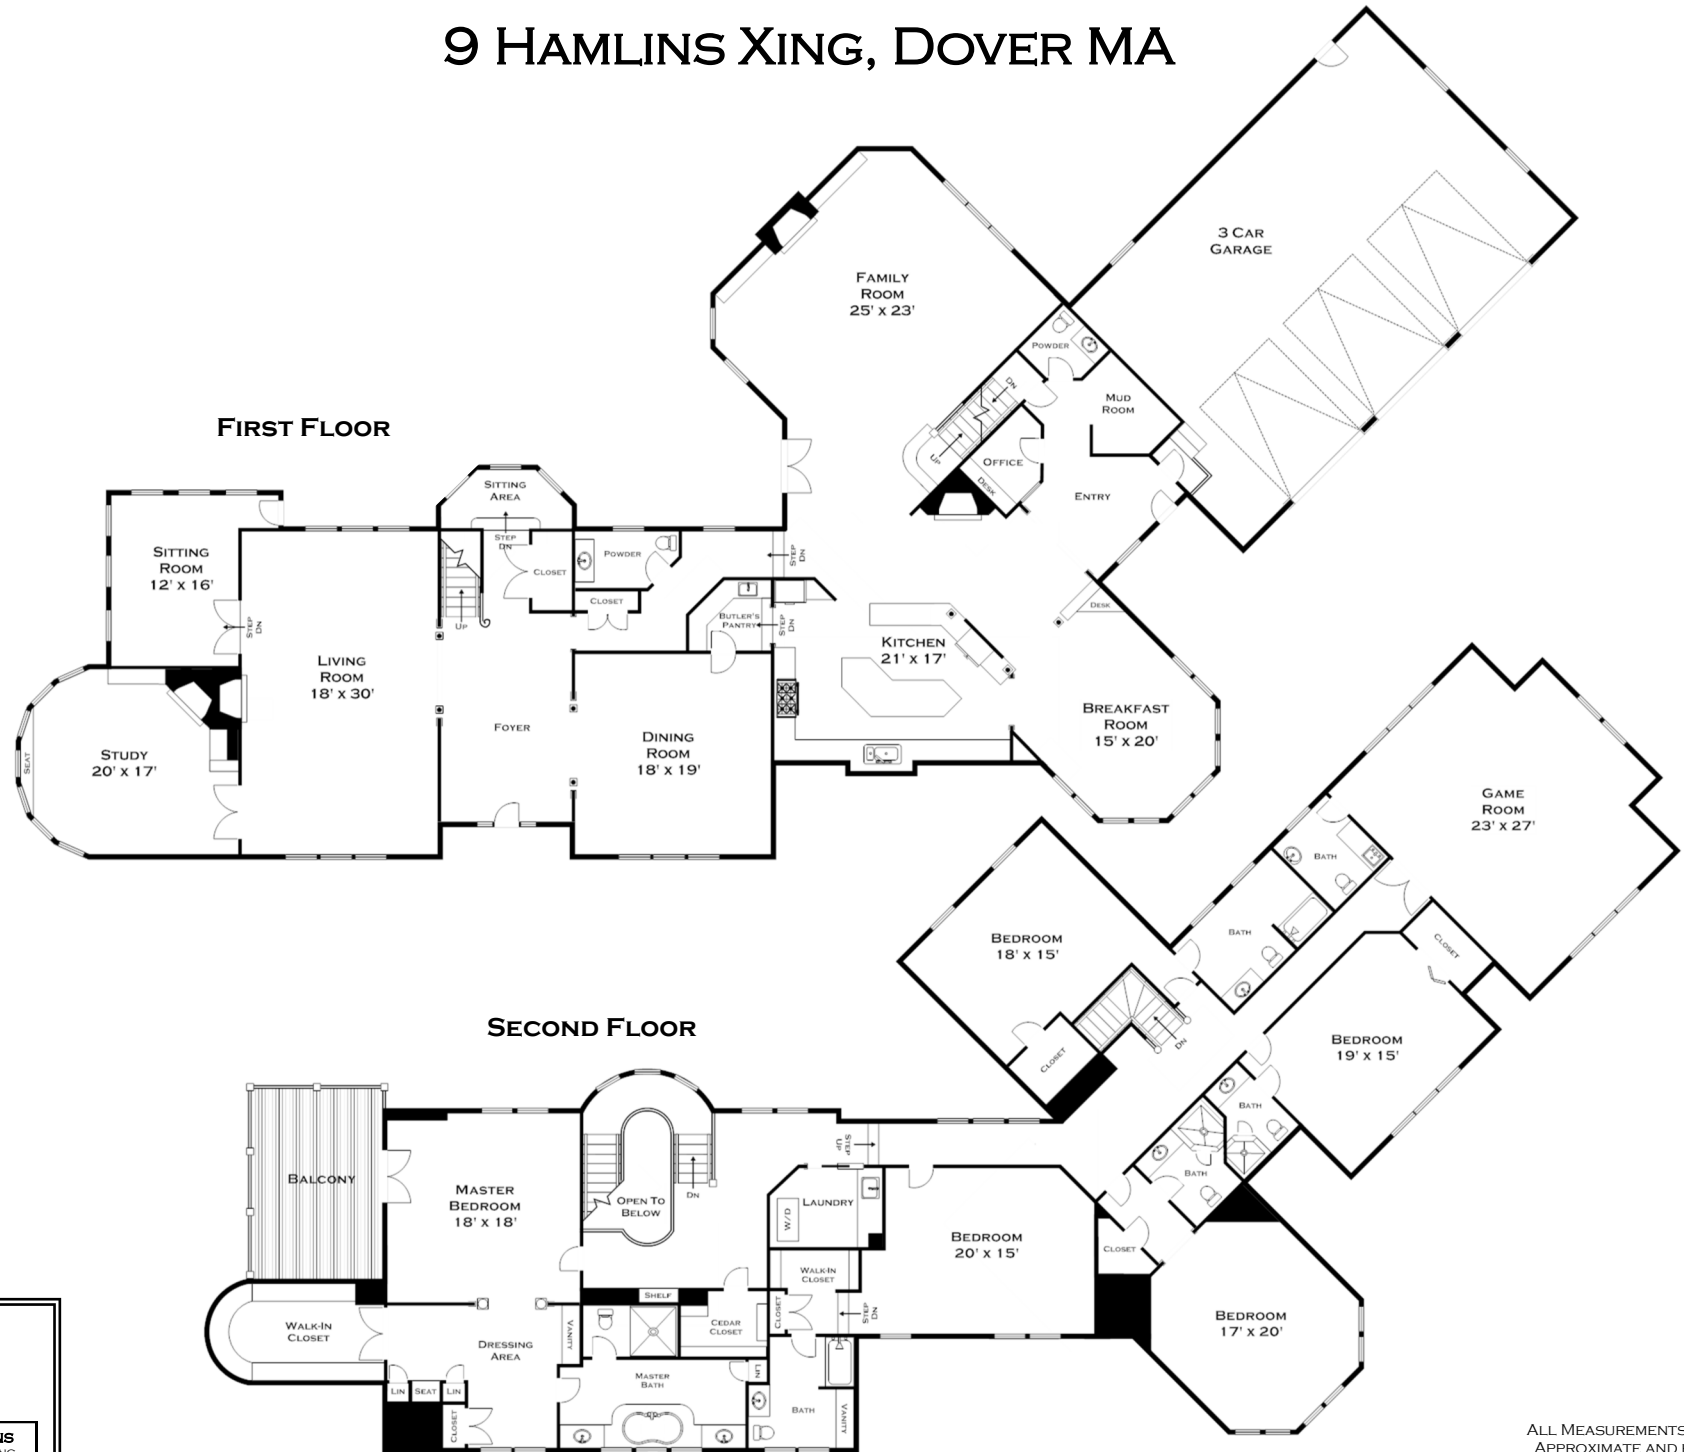 9 Hamlins Xing, Dover MA
3 Car
Garage
Family
Room
25' x 23'
Powder
Dn
Mud
Room
Up
Office
Desk
Entry
First Floor
Sitting
Area
Step
Dn
Closet
Powder
Step
Dn
Sitting
Room
12' x 16'
Step
Dn
Up
Closet
Butler's
Pantry
Step
Dn
Desk
Kitchen
21' x 17'
Living
Room
18' x 30'
Foyer
Dining
Room
18' x 19'
Breakfast
Room
15' x 20'
Study
20' x 17'
Seat
Game
Room
23' x 27'
Bath
Bath
Closet
Bedroom
18' x 15'
Closet
Dn
Bedroom
19' x 15'
Second Floor
Bath
Bath
Step
Up
Balcony
Master
Bedroom
18' x 18'
Open To
Below
Dn
Laundry
W/D
Bedroom
20' x 15'
Closet
Walk-In
Closet
Shelf
Closet
Step
Dn
Cedar
Closet
Walk-In
Closet
Dressing
Area
Vanity
Bedroom
17' x 20'
Master
Bath
Lin
Lin
Seat
Lin
Closet
Bath
Vanity
All Measurements
Approximate and